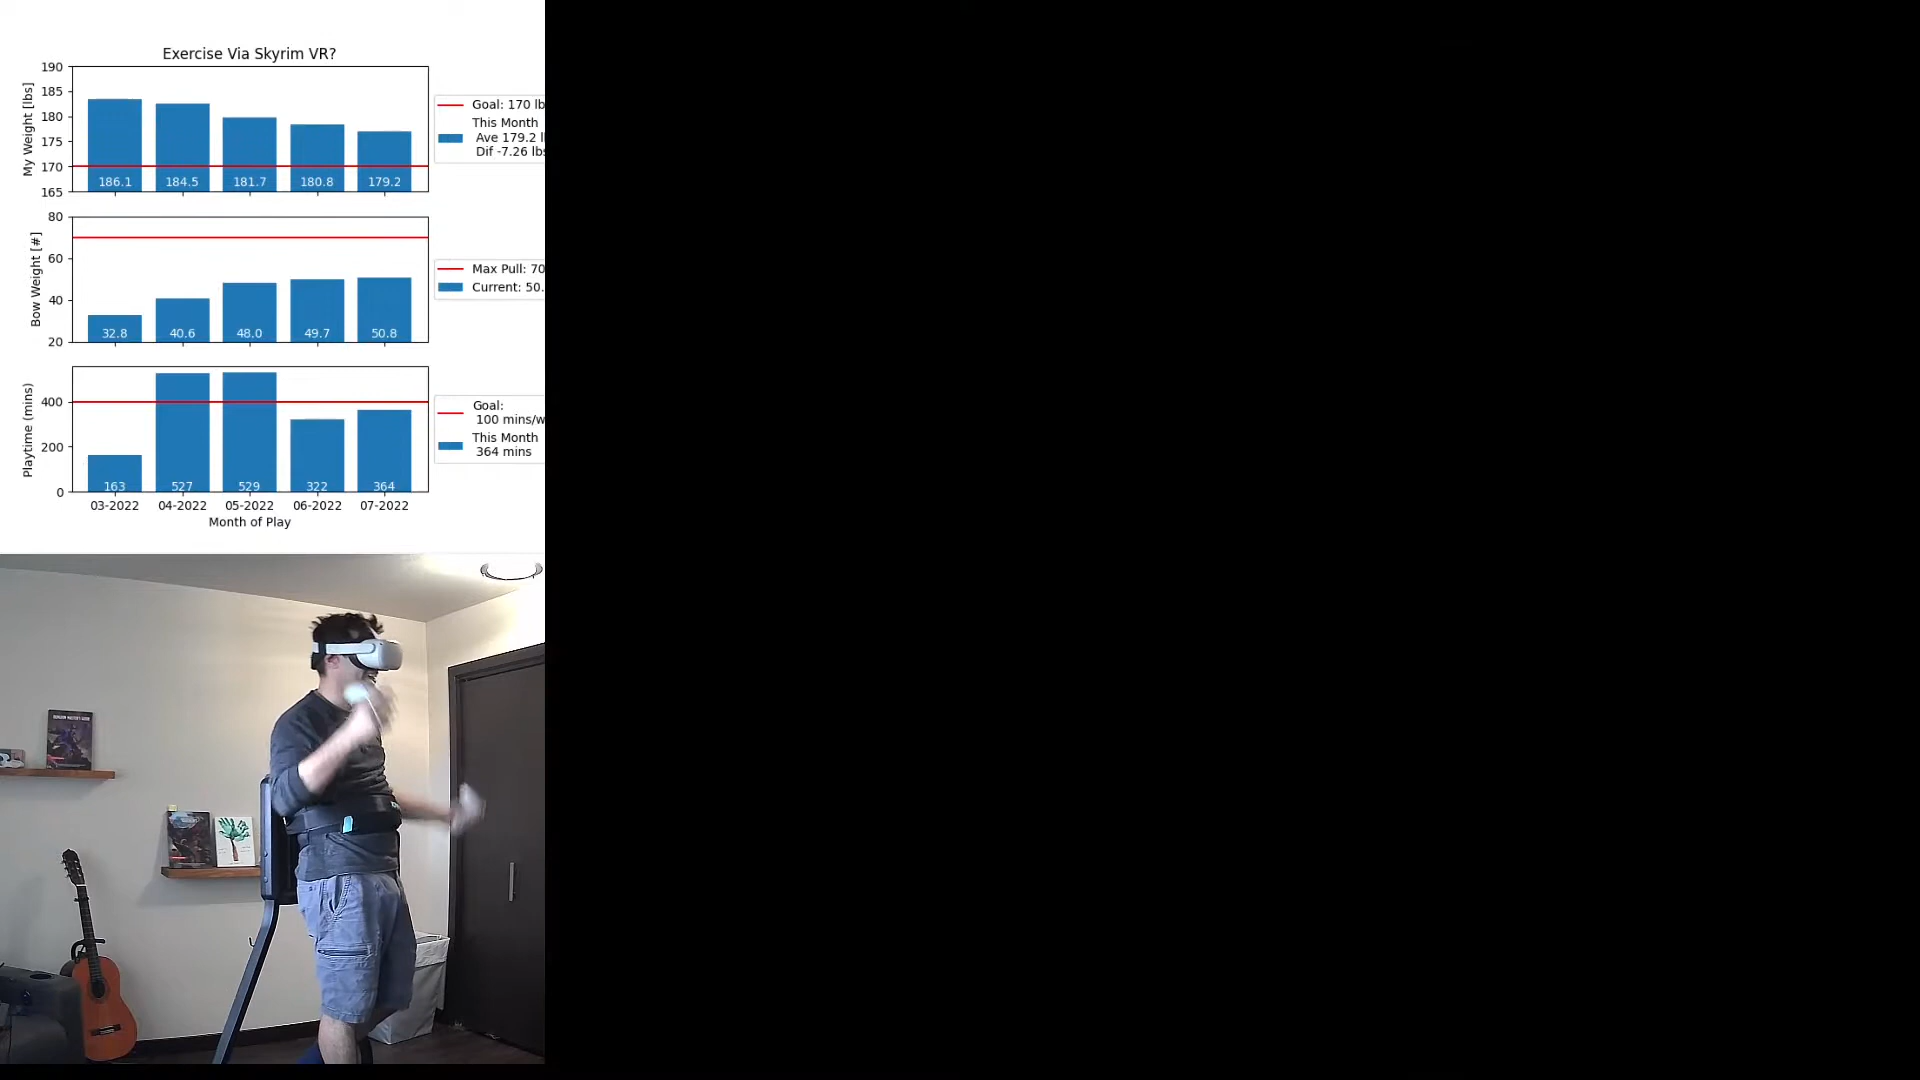 Exercise Via Skyrim VR?
My Weight [lbs]
190
185
180
175
170
165
186.1 184.5 181.7 180.8 179.2
Goal: 170 lb
This Month
Ave 179.2 l
Dif -7.26 lbs
Bow Weight [#]
80
60
40
20
32.8 40.6 48.0 49.7 50.8
Max Pull: 70
Current: 50.
Playtime (mins)
400
200
0
163 527 529 322 364
Goal:
100 mins/w
This Month
364 mins
03-2022 04-2022 05-2022 06-2022 07-2022
Month of Play
DUNGEON MASTER'S GUIDE